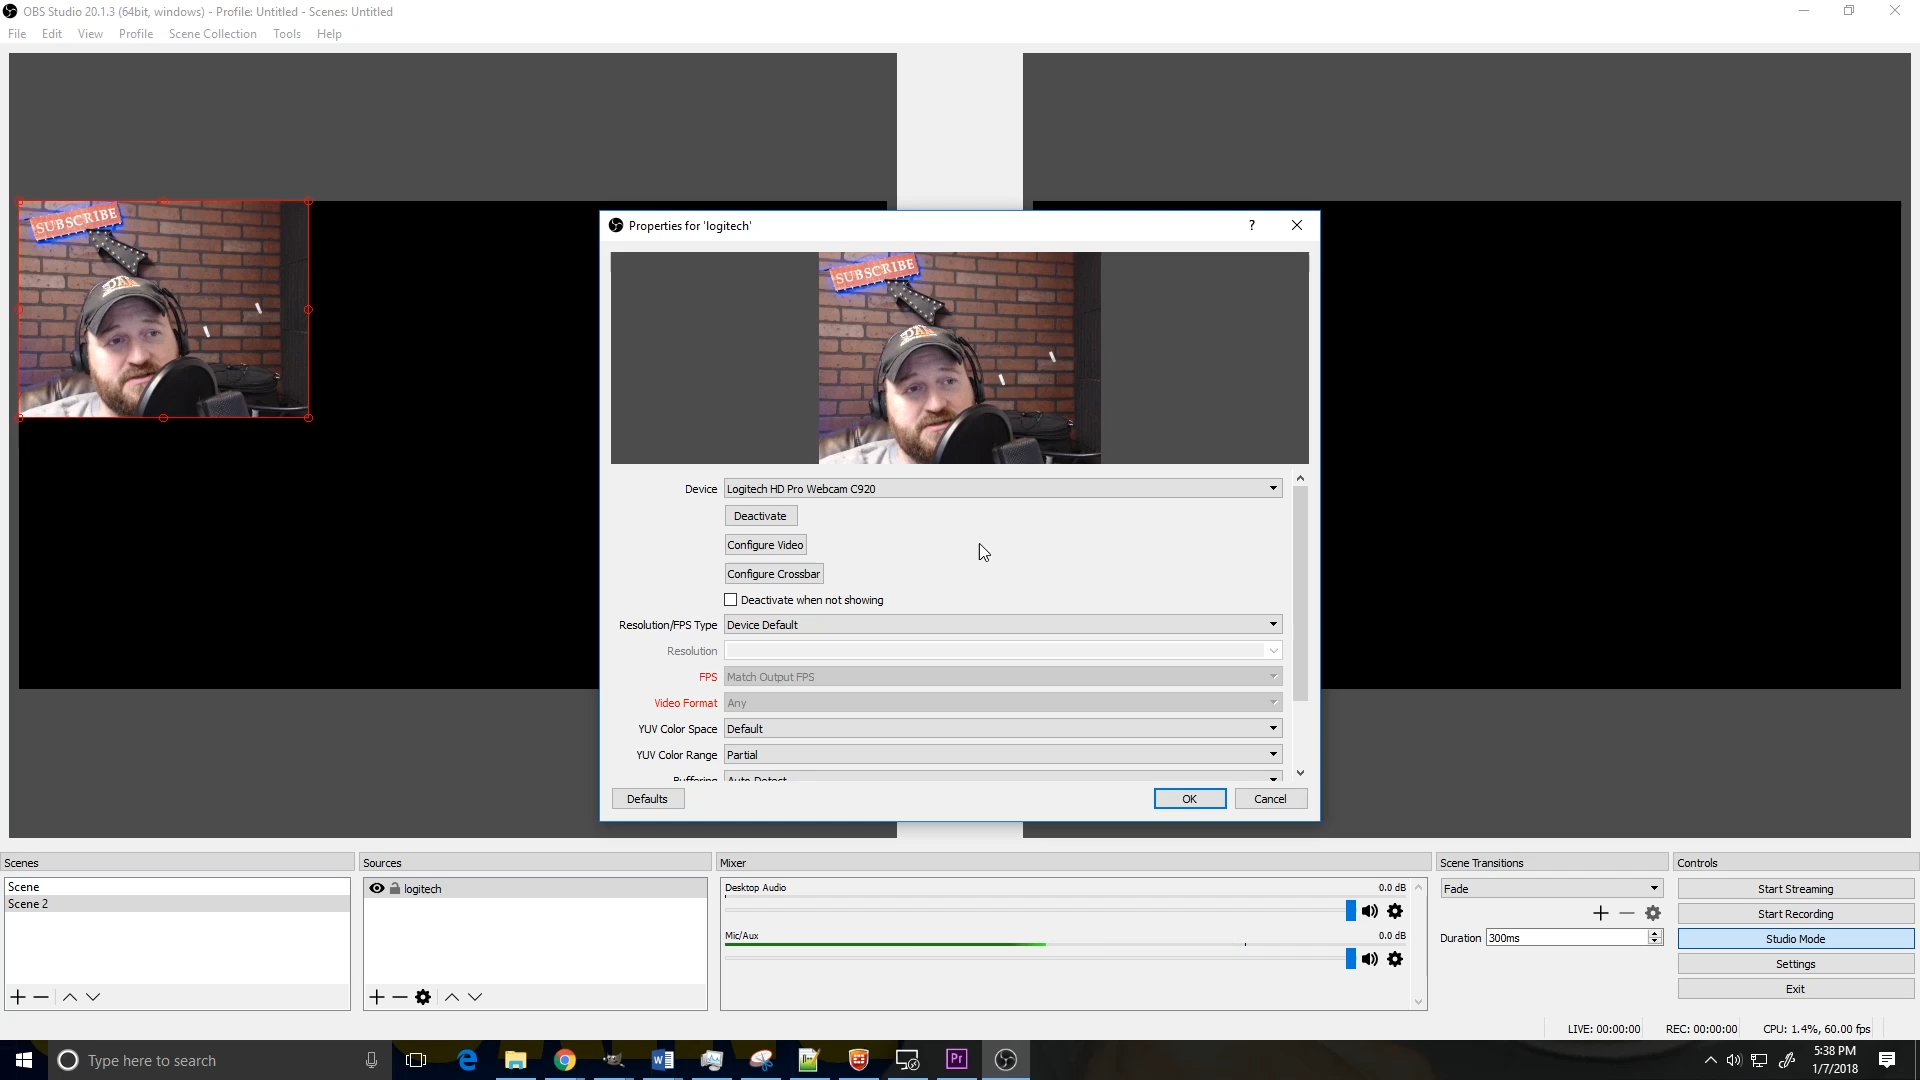 OBS Studio 20.1.3 (64bit, windows) - Profile: Untitled - Scenes: Untitled
File Edit View Profile Scene Collection Tools Help
SUBSCRIBE
Properties for 'logitech'
?
SUBSCRIBE
Device Logitech HD Pro Webcam C920
Deactivate
Configure Video
Configure Crossbar
Deactivate when not showing
Resolution/FPS Type Device Default
Resolution
FPS Match Output FPS
Video Format Any
YUV Color Space Default
YUV Color Range Partial
Buffering Auto Detect
Defaults OK Cancel
Scenes
Scene
Scene 2
Sources
logitech
Mixer
Desktop Audio 0.0 dB
Mic/Aux 0.0 dB
Scene Transitions
Fade
Duration 300ms
Controls
Start Streaming
Start Recording
Studio Mode
Settings
Exit
LIVE: 00:00:00 REC: 00:00:00 CPU: 1.4%, 60.00 fps
Type here to search
Pr
5:38 PM
1/7/2018